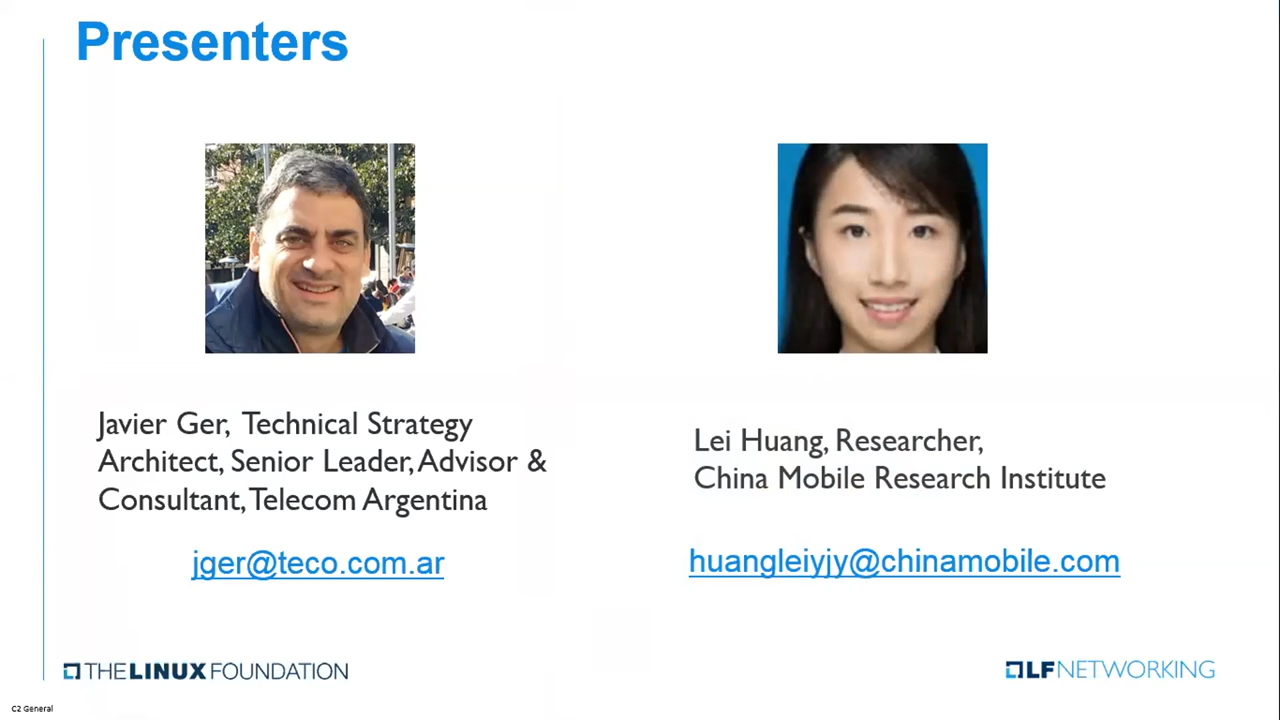 Presenters
Javier Ger, Technical Strategy
Architect, Senior Leader, Advisor &
Consultant, Telecom Argentina
jger@teco.com.ar
Lei Huang, Researcher,
China Mobile Research Institute
huangleiyjy@chinamobile.com
THE LINUX FOUNDATION
LFNETWORKING
C2 General